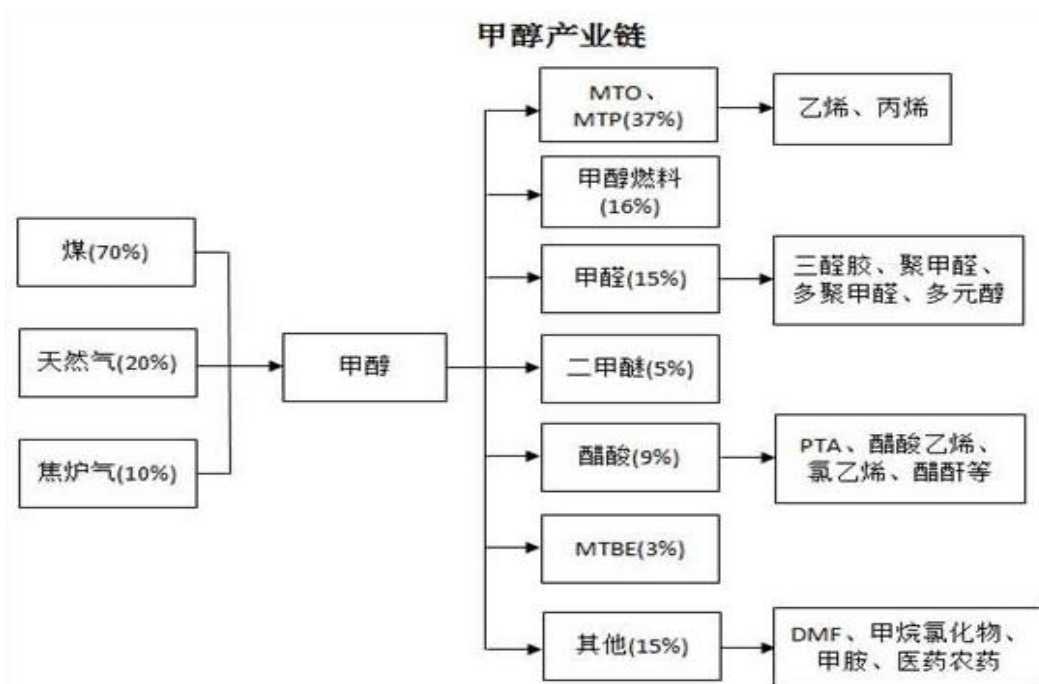 甲醇产业链
煤(70%)
天然气(20%)
焦炉气(10%)
甲醇
MTO、
MTP(37%)
乙烯、丙烯
甲醇燃料
(16%)
甲醛(15%)
三醛胶、聚甲醛、
多聚甲醛、多元醇
二甲醚(5%)
醋酸(9%)
PTA、醋酸乙烯、
氯乙烯、醋酐等
MTBE(3%)
其他(15%)
DMF、甲烷氯化物、
甲胺、医药农药